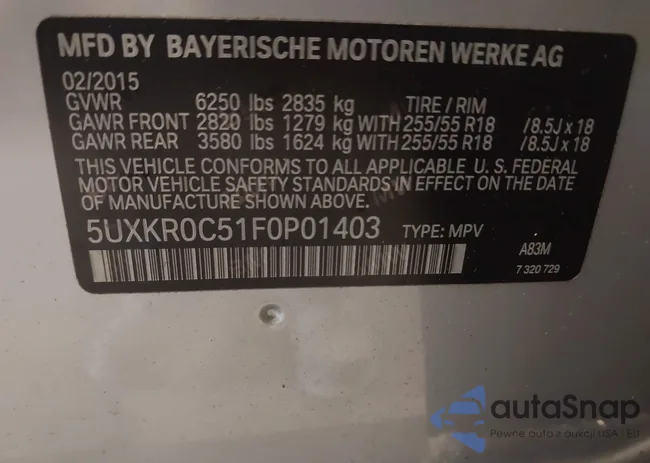 MFD BY BAYERISCHE MOTOREN WERKE AG
02/2015
GVWR 6250 lbs 2835 kg TIRE / RIM
GAWR FRONT 2820 lbs 1279 kg WITH 255/55 R18 /8.5J x 18
GAWR REAR 3580 lbs 1624 kg WITH 255/55 R18 /8.5J x 18
THIS VEHICLE CONFORMS TO ALL APPLICABLE U. S. FEDERAL
MOTOR VEHICLE SAFETY STANDARDS IN EFFECT ON THE
DATE OF MANUFACTURE SHOWN ABOVE.
5UXKR0C51F0P01403 TYPE: MPV A83M
7 320 729
autoSnap
Pewne auto z aukcji USA - EU